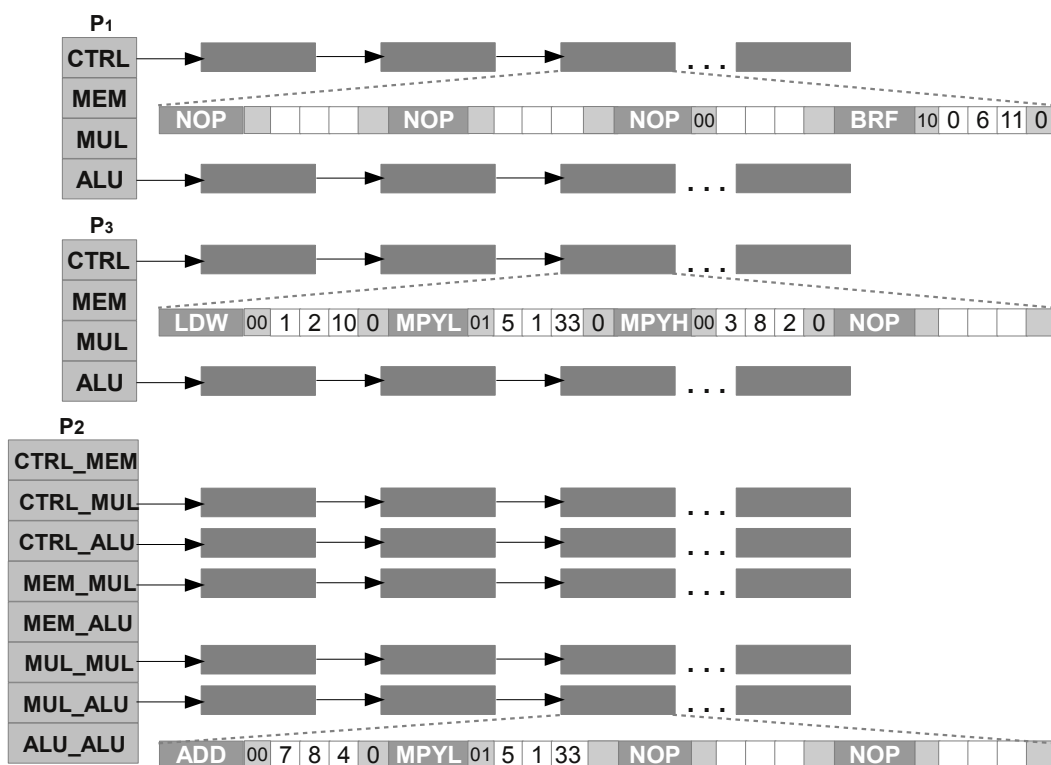 P1
CTRL
MEM
MUL
ALU
. . .
NOP NOP NOP 00 BRF 10 0 6 11 0
. . .
P3
CTRL
MEM
MUL
ALU
. . .
LDW 00 1 2 10 0 MPYL 01 5 1 33 0 MPYH 00 3 8 2 0 NOP
. . .
P2
CTRL_MEM
CTRL_MUL
. . .
CTRL_ALU
. . .
MEM_MUL
. . .
MEM_ALU
MUL_MUL
. . .
MUL_ALU
. . .
ALU_ALU
ADD 00 7 8 4 0 MPYL 01 5 1 33 NOP NOP